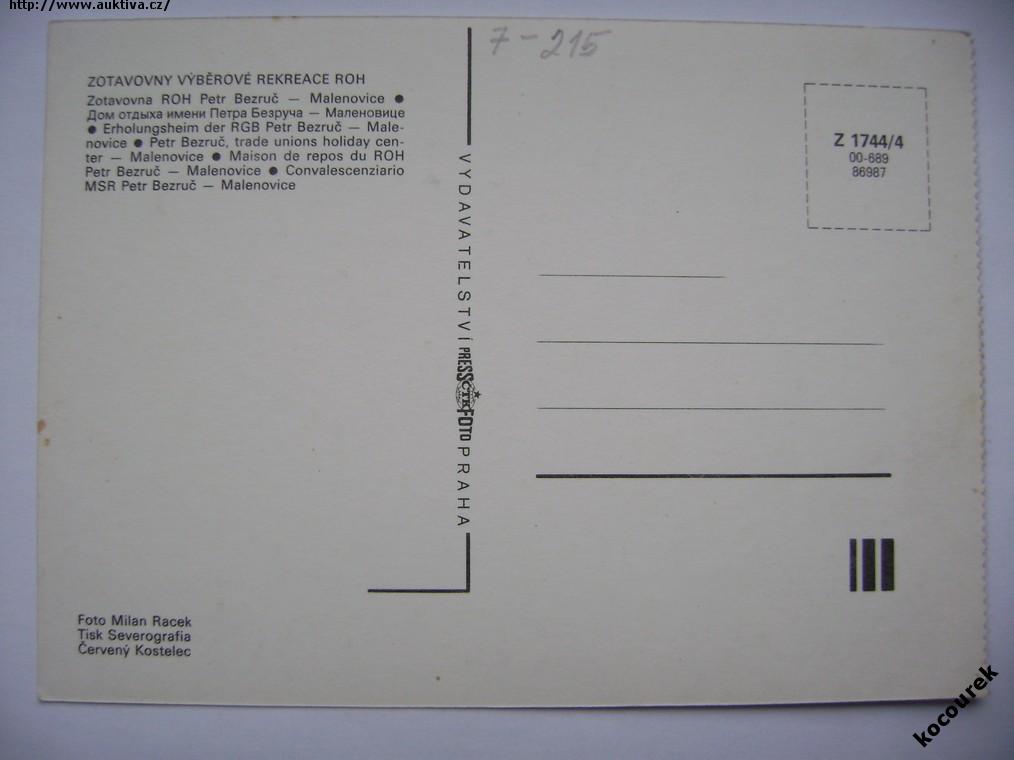 http://www.auktiva.cz/
7-215
ZOTAVOVNY VÝBĚROVÉ REKREACE ROH
Zotavovna ROH Petr Bezruč — Malenovice ●
Дом отдыха имени Петра Безруча — Маленовице
● Erholungsheim der RGB Petr Bezruč — Male-
novice ● Petr Bezruč, trade unions holiday cen-
ter — Malenovice ● Maison de repos du ROH
Petr Bezruč — Malenovice ● Convalescenziario
MSR Petr Bezruč — Malenovice
Z 1744/4
00-689
86987
VYDAVATELSTVÍ PRESSFOTO PRAHA
ČTK
Foto Milan Racek
Tisk Severografia
Červený Kostelec
kocourek